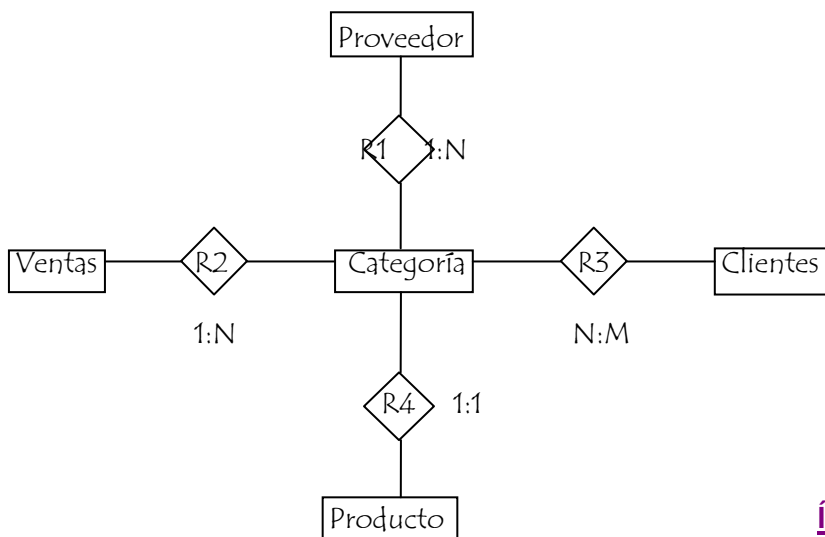 Proveedor
R1 1:N
Ventas R2 Categoría R3 Clientes
1:N N:M
R4 1:1
Producto